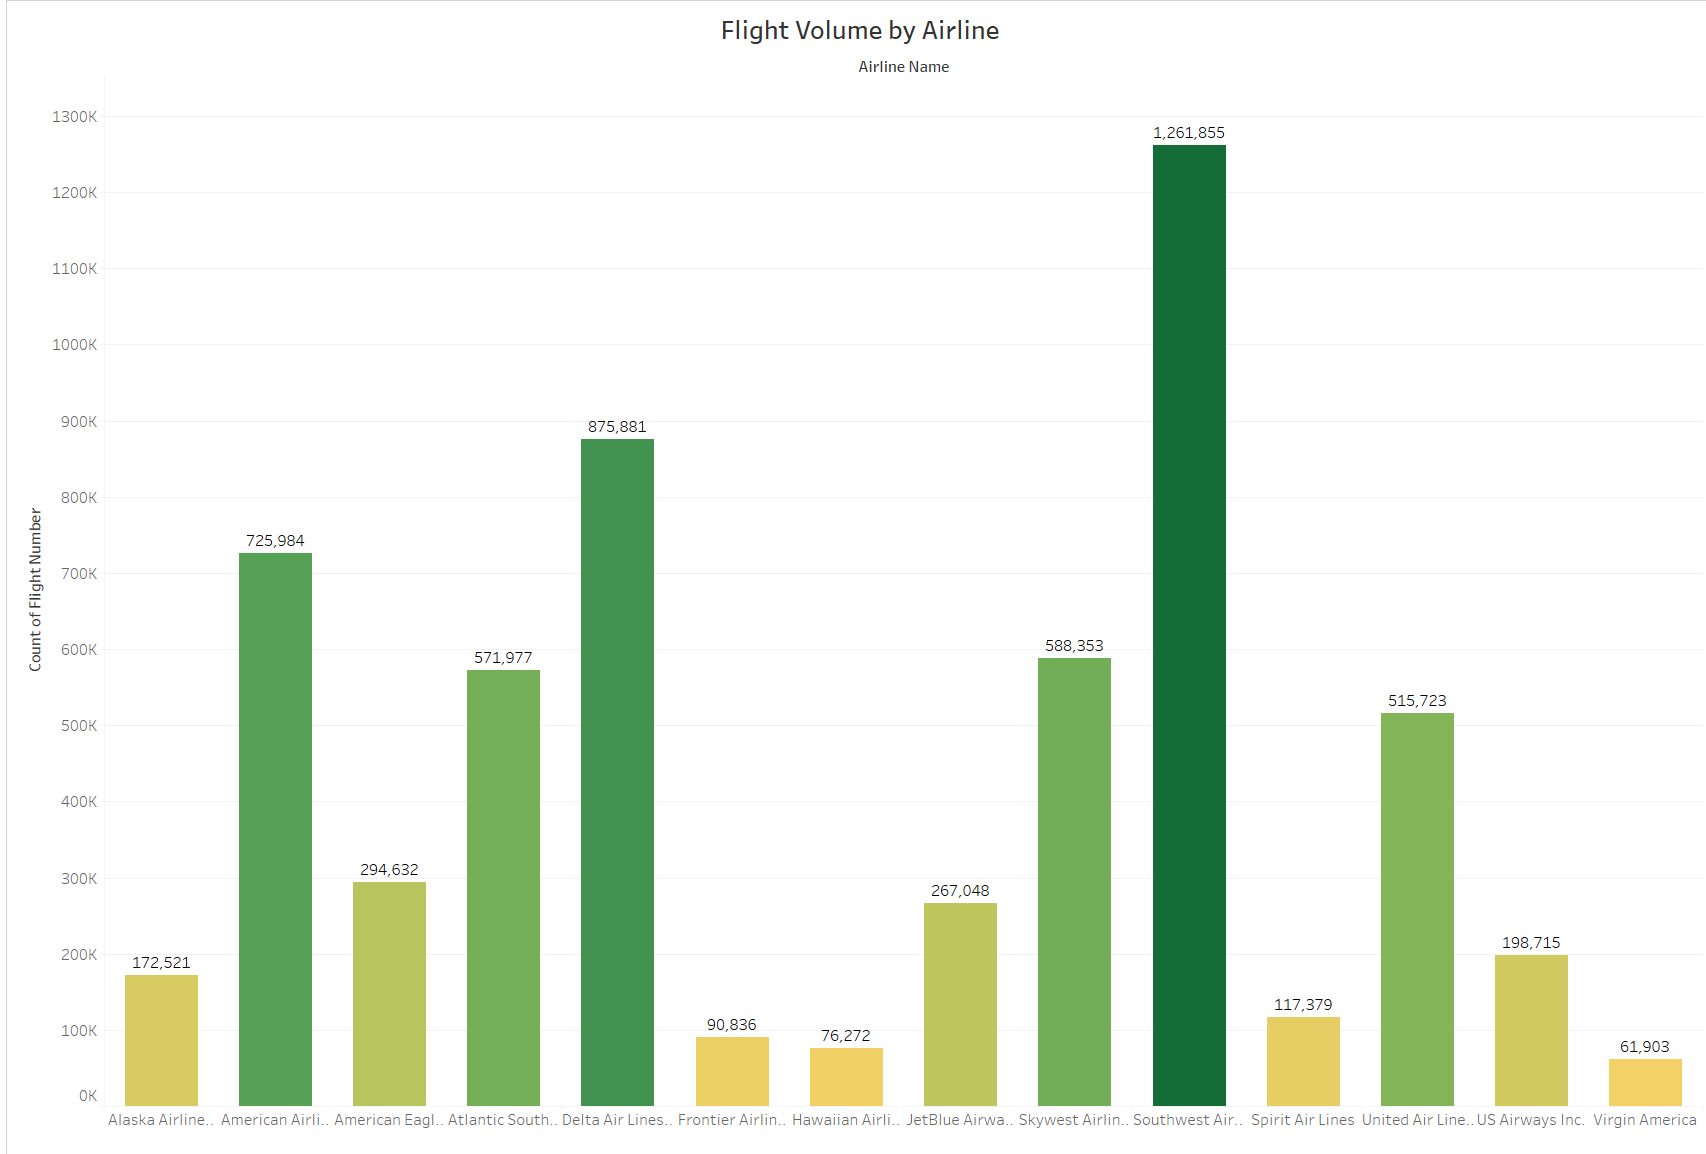 Flight Volume by Airline
Airline Name
Count of Flight Number
1300K
1200K
1100K
1000K
900K
800K
700K
600K
500K
400K
300K
200K
100K
0K
172,521
725,984
294,632
571,977
875,881
90,836
76,272
267,048
588,353
1,261,855
117,379
515,723
198,715
61,903
Alaska Airline..
American Airli..
American Eagl..
Atlantic South..
Delta Air Lines..
Frontier Airlin..
Hawaiian Airli..
JetBlue Airwa..
Skywest Airlin..
Southwest Air..
Spirit Air Lines
United Air Line..
US Airways Inc.
Virgin America